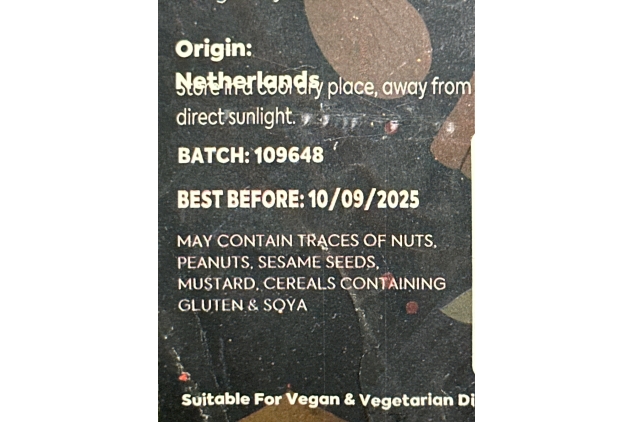 Origin:
Netherlands
Store in a cool dry place, away from
direct sunlight.
BATCH: 109648
BEST BEFORE: 10/09/2025
MAY CONTAIN TRACES OF NUTS,
PEANUTS, SESAME SEEDS,
MUSTARD, CEREALS CONTAINING
GLUTEN & SOYA
Suitable For Vegan & Vegetarian Di